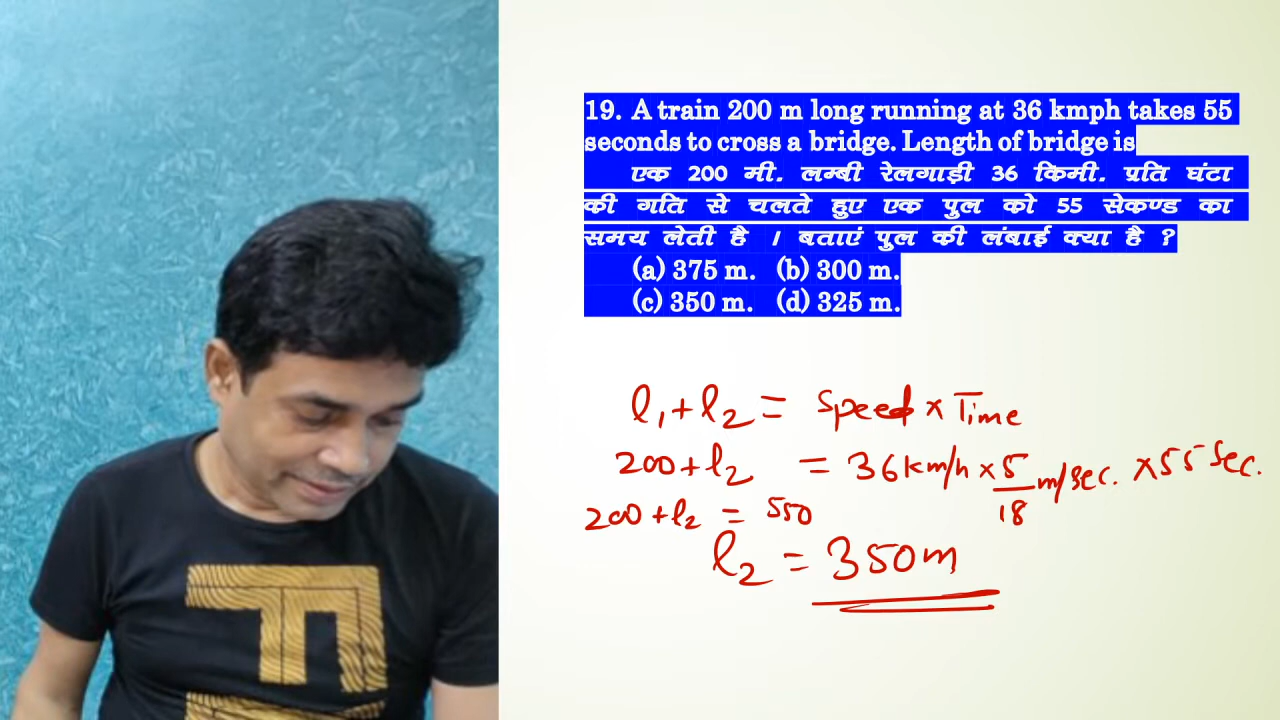 19. A train 200 m long running at 36 kmph takes 55
seconds to cross a bridge. Length of bridge is
एक 200 मी. लम्बी रेलगाड़ी 36 किमी. प्रति घंटा
की गति से चलते हुए एक पुल को 55 सेकण्ड का
समय लेती है । बताएं पुल की लंबाई क्या है ?
(a) 375 m. (b) 300 m.
(c) 350 m. (d) 325 m.
l₁ + l₂ = Speed × Time
200 + l₂ = 36 km/h × 5/18 m/sec. × 55 sec.
200 + l₂ = 550
l₂ = 350 m